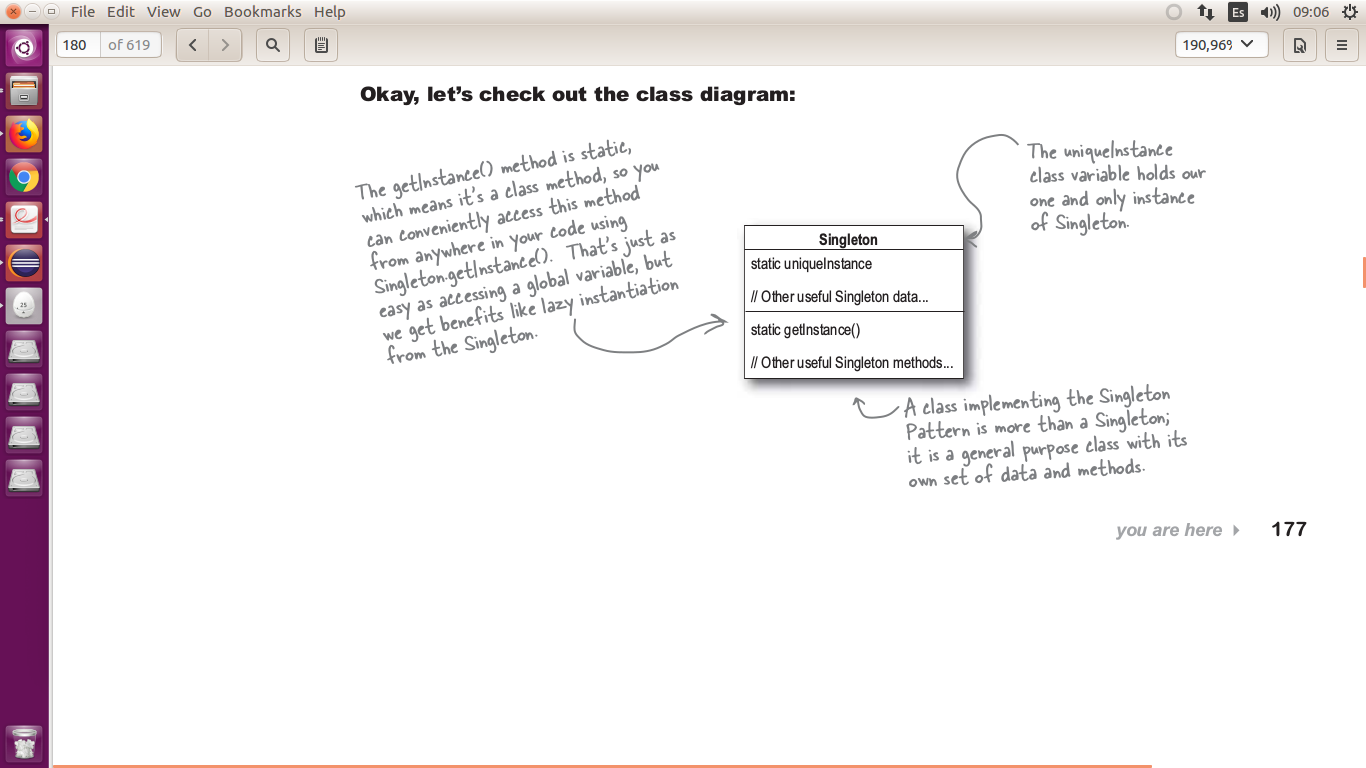 File Edit View Go Bookmarks Help
Es
09:06
180 of 619
190,96%
Okay, let's check out the class diagram:
The getInstance() method is static,
which means it's a class method, so you
can conveniently access this method
from anywhere in your code using
Singleton.getInstance(). That's just as
easy as accessing a global variable, but
we get benefits like lazy instantiation
from the Singleton.
The uniqueInstance
class variable holds our
one and only instance
of Singleton.
Singleton
static uniqueInstance
// Other useful Singleton data...
static getInstance()
// Other useful Singleton methods...
A class implementing the Singleton
Pattern is more than a Singleton;
it is a general purpose class with its
own set of data and methods.
you are here
177
25